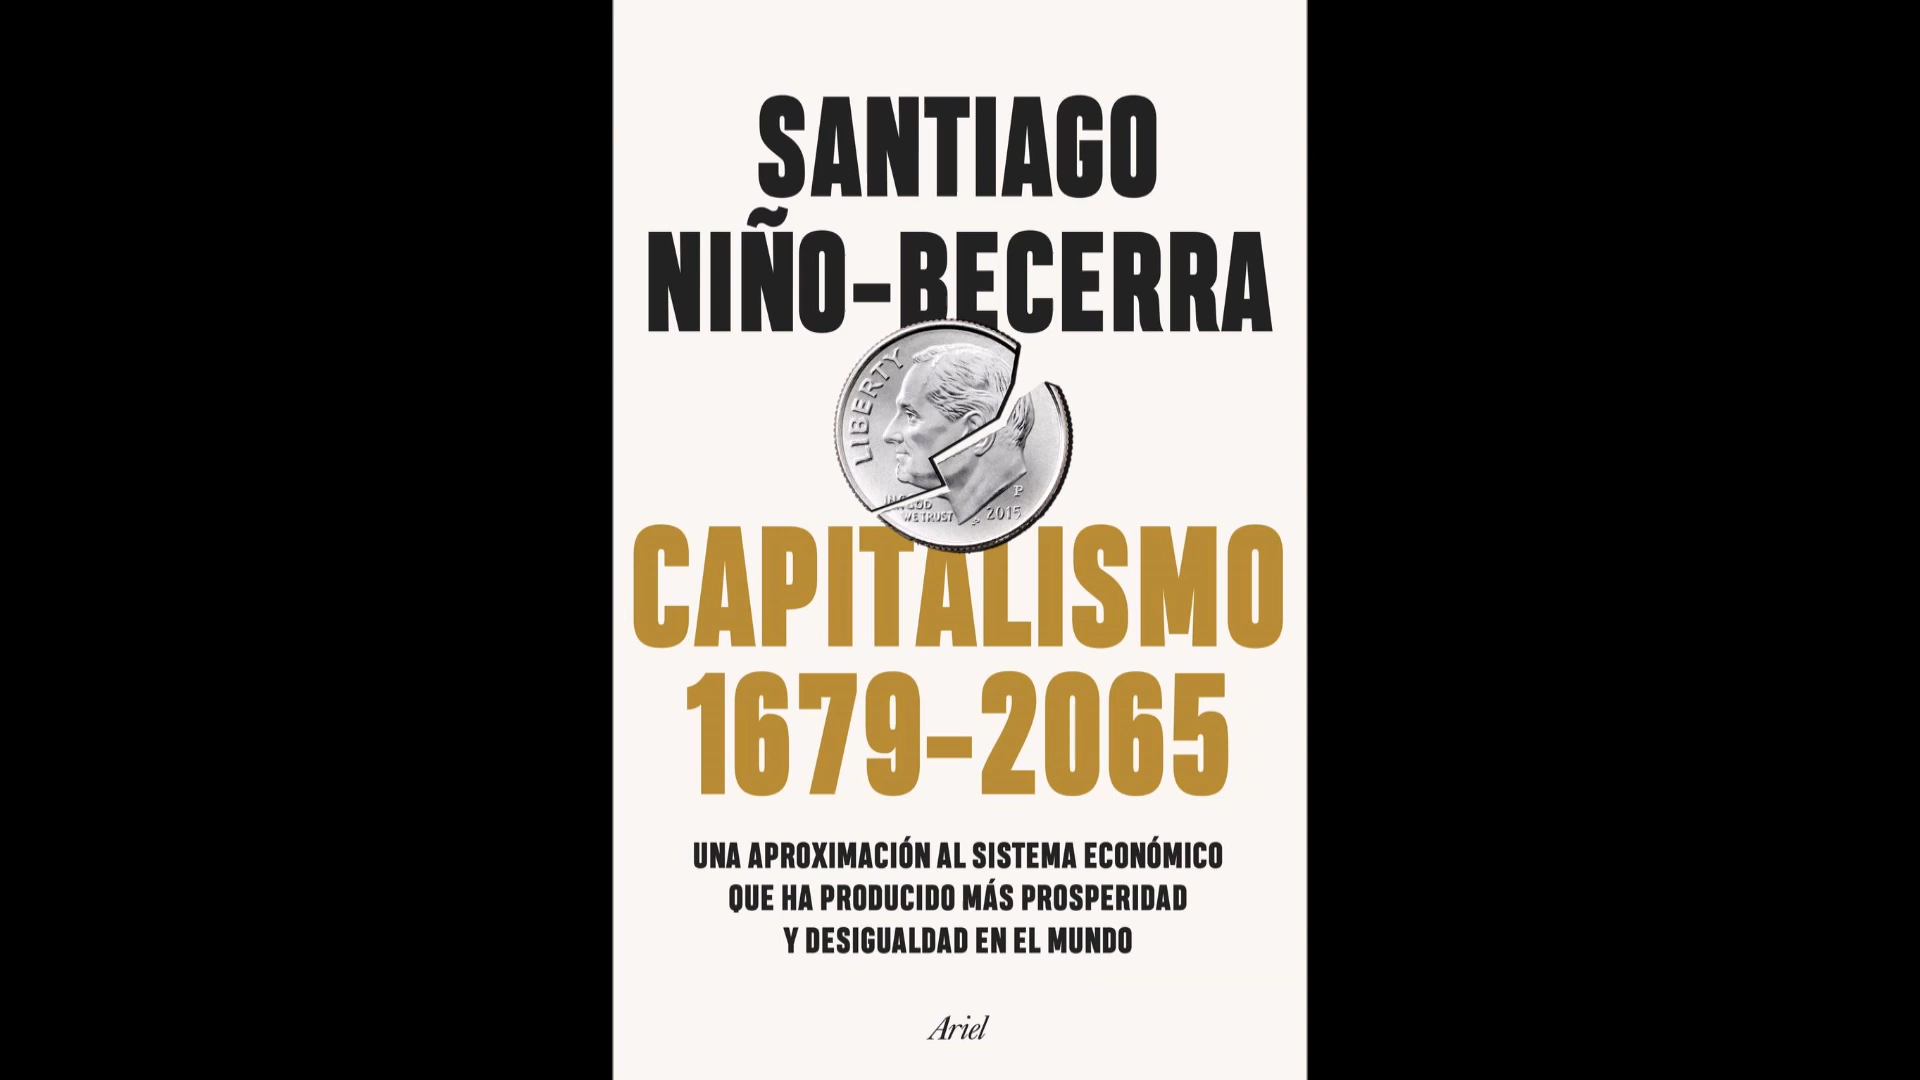 SANTIAGO
NIÑO-BECERRA
LIBERTY
IN GOD
WE TRUST
P
2015
CAPITALISMO
1679-2065
UNA APROXIMACIÓN AL SISTEMA ECONÓMICO
QUE HA PRODUCIDO MÁS PROSPERIDAD
Y DESIGUALDAD EN EL MUNDO
Ariel